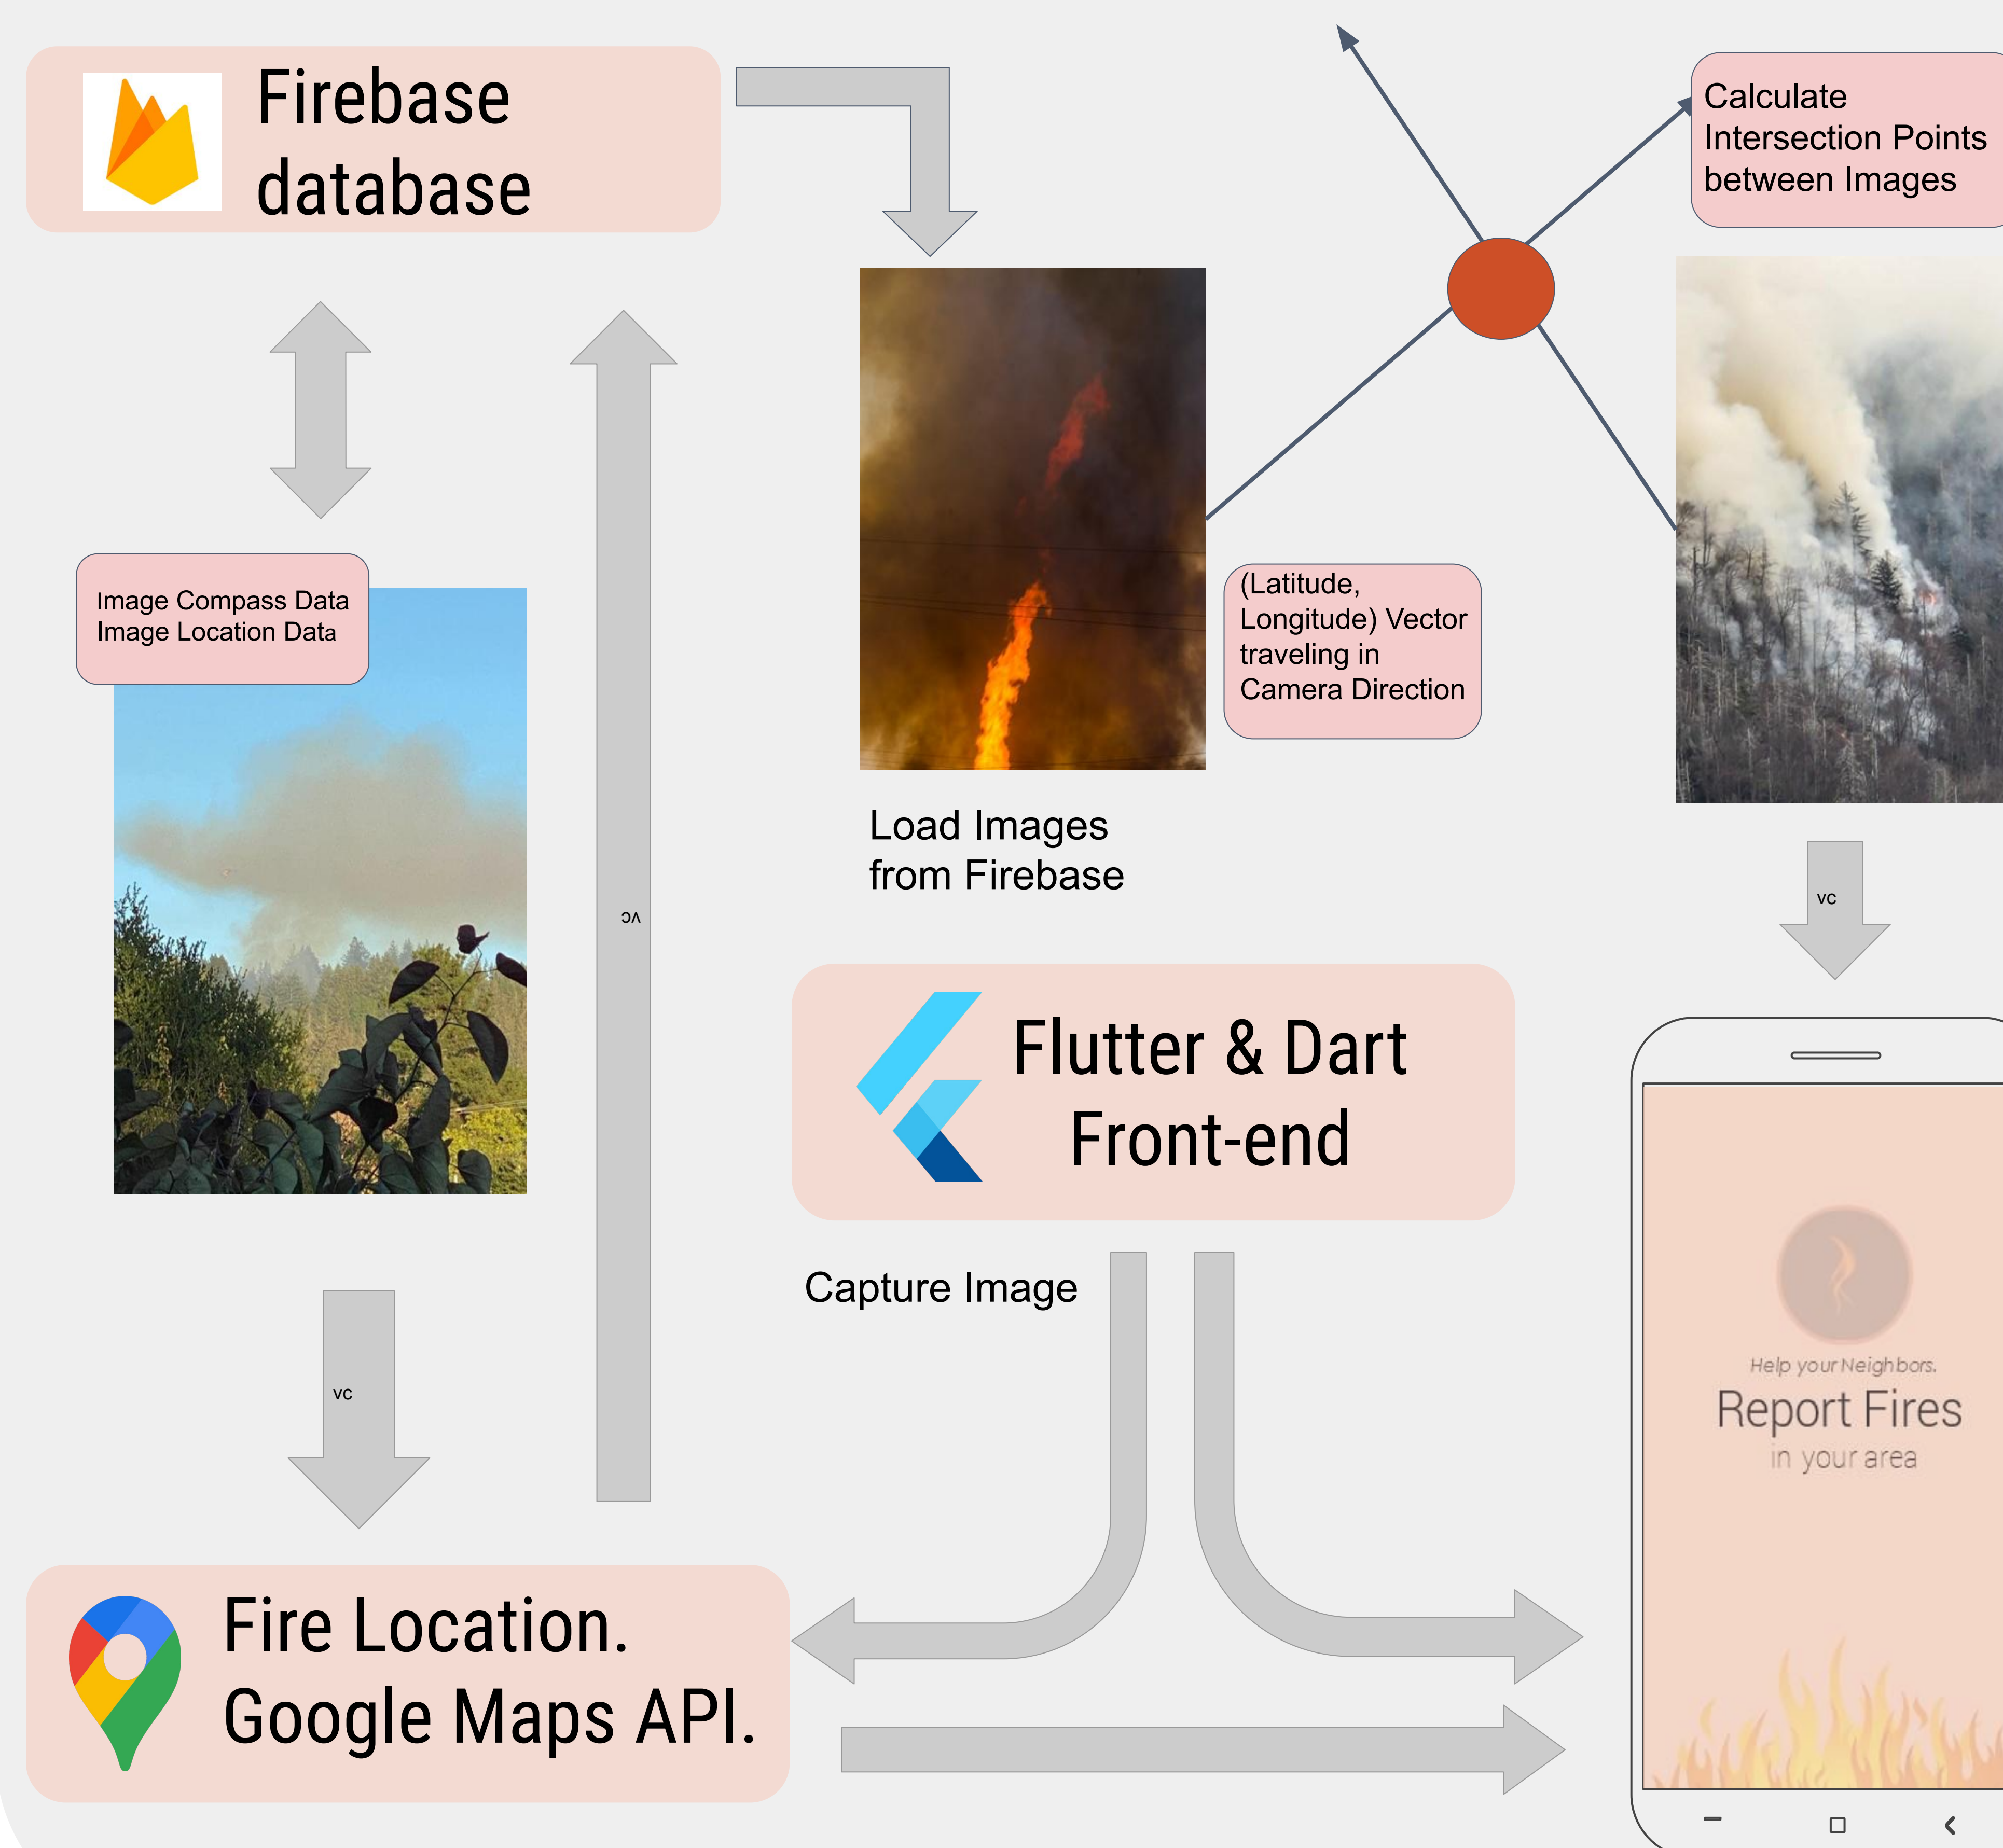 Firebase
database
Calculate
Intersection Points
between Images
Image Compass Data
Image Location Data
(Latitude,
Longitude) Vector
traveling in
Camera Direction
Load Images
from Firebase
vc
vc
Flutter & Dart
Front-end
Capture Image
vc
Help your Neighbors.
Report Fires
in your area
Fire Location.
Google Maps API.